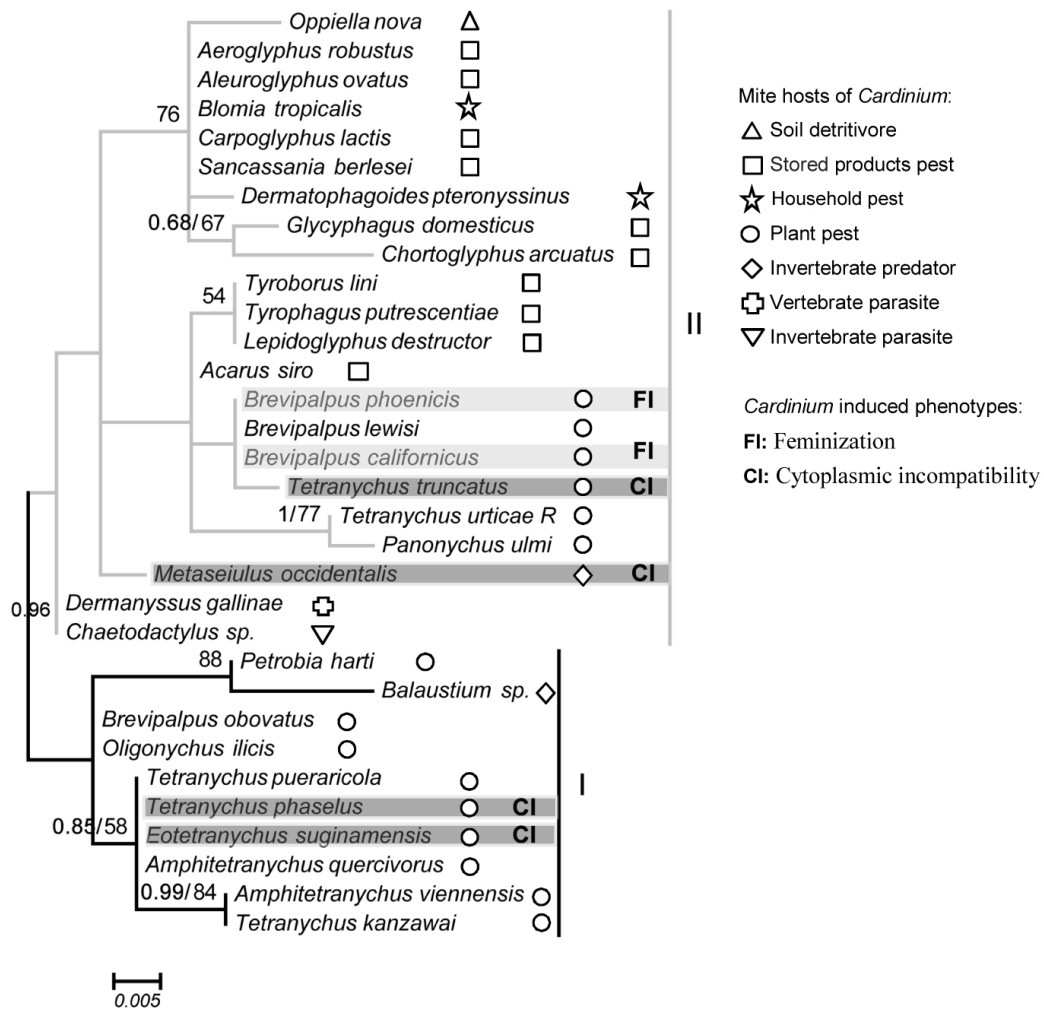 Oppiella nova
Aeroglyphus robustus
Aleuroglyphus ovatus
76
Blomia tropicalis
Carpoglyphus lactis
Sancassania berlesei
Dermatophagoides pteronyssinus
0.68/67
Glycyphagus domesticus
Chortoglyphus arcuatus
Tyroborus lini
54
Tyrophagus putrescentiae
Lepidoglyphus destructor
II
Acarus siro
Brevipalpus phoenicis FI
Brevipalpus lewisi
Brevipalpus californicus FI
Tetranychus truncatus CI
1/77
Tetranychus urticae R
Panonychus ulmi
Metaseiulus occidentalis CI
0.96
Dermanyssus gallinae
Chaetodactylus sp.
88
Petrobia harti
Balaustium sp.
Brevipalpus obovatus
Oligonychus ilicis
I
Tetranychus pueraricola
Tetranychus phaselus CI
0.85/58
Eotetranychus suginamensis CI
Amphitetranychus quercivorus
0.99/84
Amphitetranychus viennensis
Tetranychus kanzawai
0.005
Mite hosts of Cardinium:
Soil detritivore
Stored products pest
Household pest
Plant pest
Invertebrate predator
Vertebrate parasite
Invertebrate parasite
Cardinium induced phenotypes:
FI: Feminization
CI: Cytoplasmic incompatibility